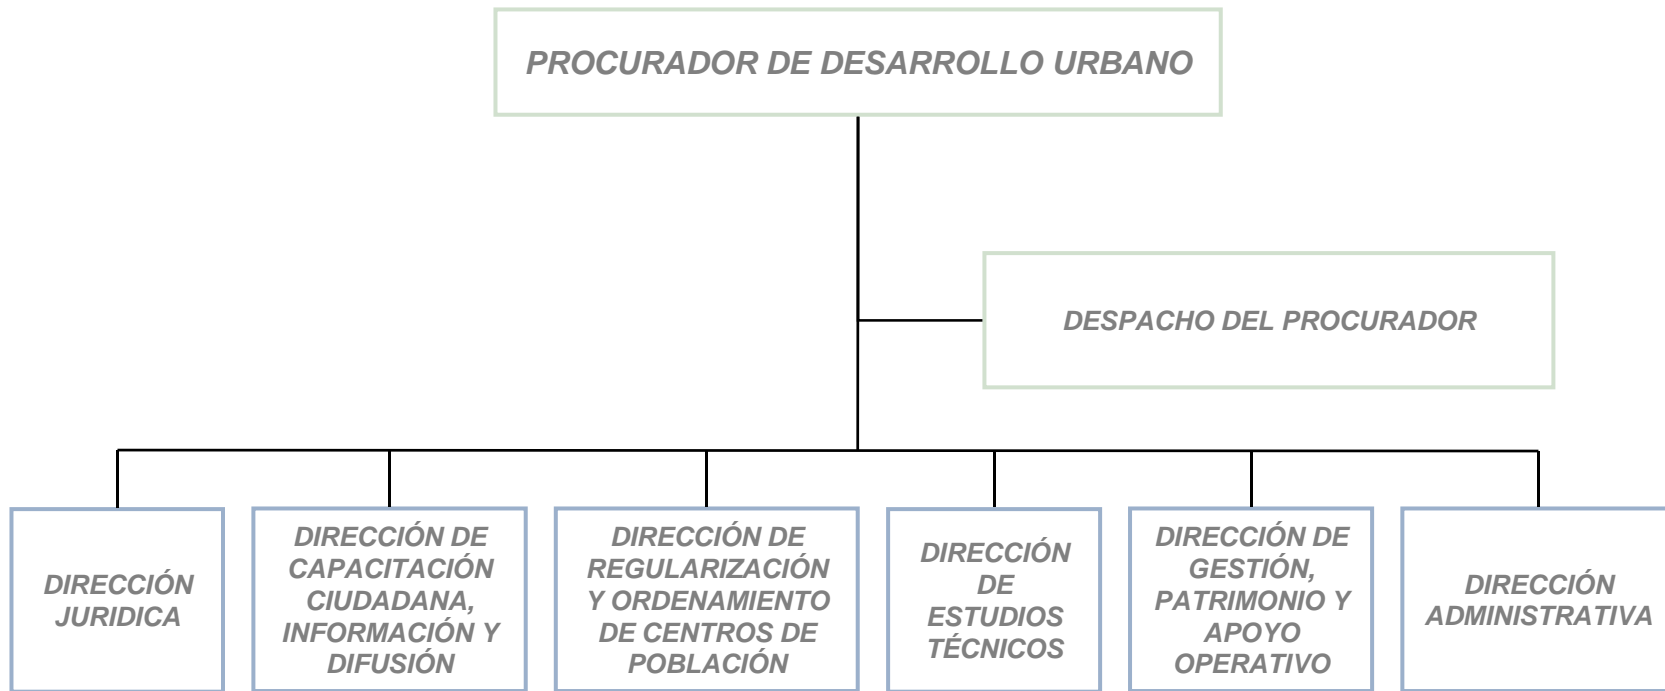 PROCURADOR DE DESARROLLO URBANO
DESPACHO DEL PROCURADOR
DIRECCIÓN
JURIDICA
DIRECCIÓN DE
CAPACITACIÓN
CIUDADANA,
INFORMACIÓN Y
DIFUSIÓN
DIRECCIÓN DE
REGULARIZACIÓN
Y ORDENAMIENTO
DE CENTROS DE
POBLACIÓN
DIRECCIÓN
DE
ESTUDIOS
TÉCNICOS
DIRECCIÓN DE
GESTIÓN,
PATRIMONIO Y
APOYO
OPERATIVO
DIRECCIÓN
ADMINISTRATIVA